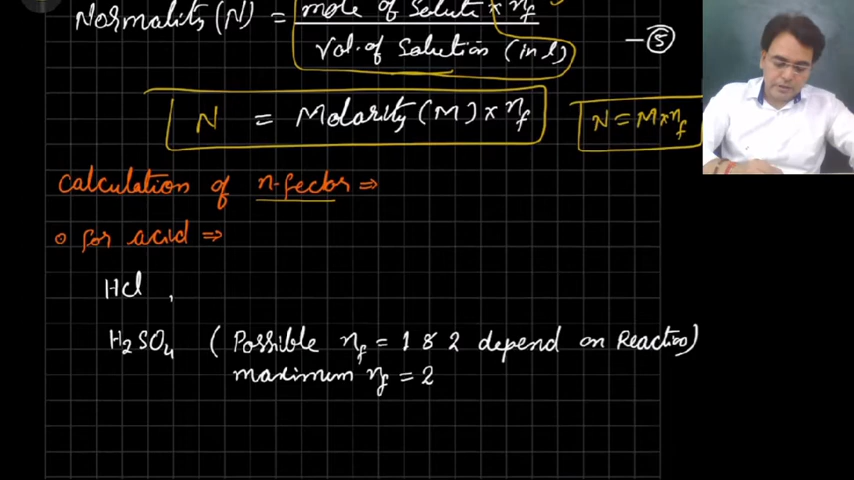 Normality (N) = mole of Solute × nf
Vol. of Solution (in l)
— ⑤
N = Molarity (M) × nf
N = M × nf
Calculation of n-fector ⇒
o for acid ⇒
HCl ,
H2SO4 ( Possible nf = 1 & 2 depend on Reaction)
maximum nf = 2